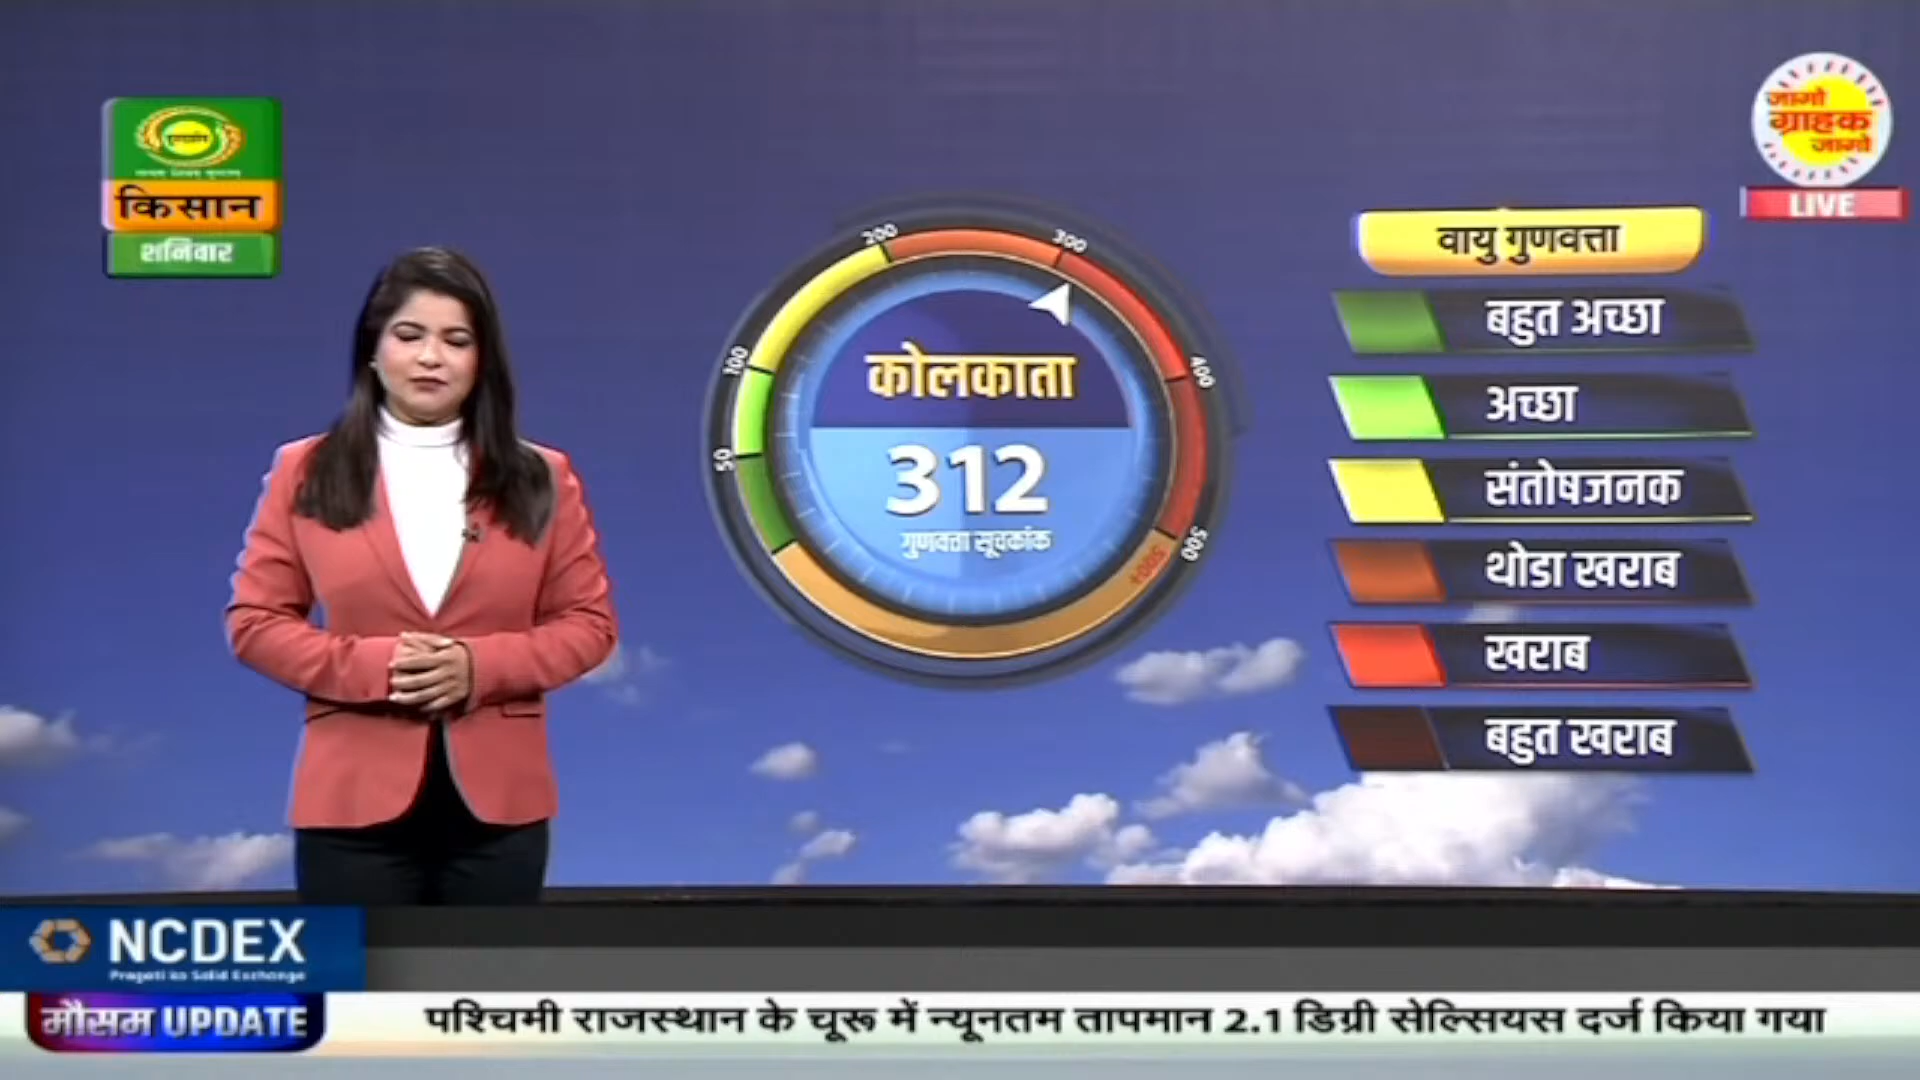 किसान
शनिवार
जागो
ग्राहक
जागो
LIVE
50
100
200
300
400
500
500+
कोलकाता
312
गुणवत्ता सूचकांक
वायु गुणवत्ता
बहुत अच्छा
अच्छा
संतोषजनक
थोडा खराब
खराब
बहुत खराब
NCDEX
Pragati ka Solid Exchange
मौसम UPDATE
पश्चिमी राजस्थान के चूरू में न्यूनतम तापमान 2.1 डिग्री सेल्सियस दर्ज किया गया